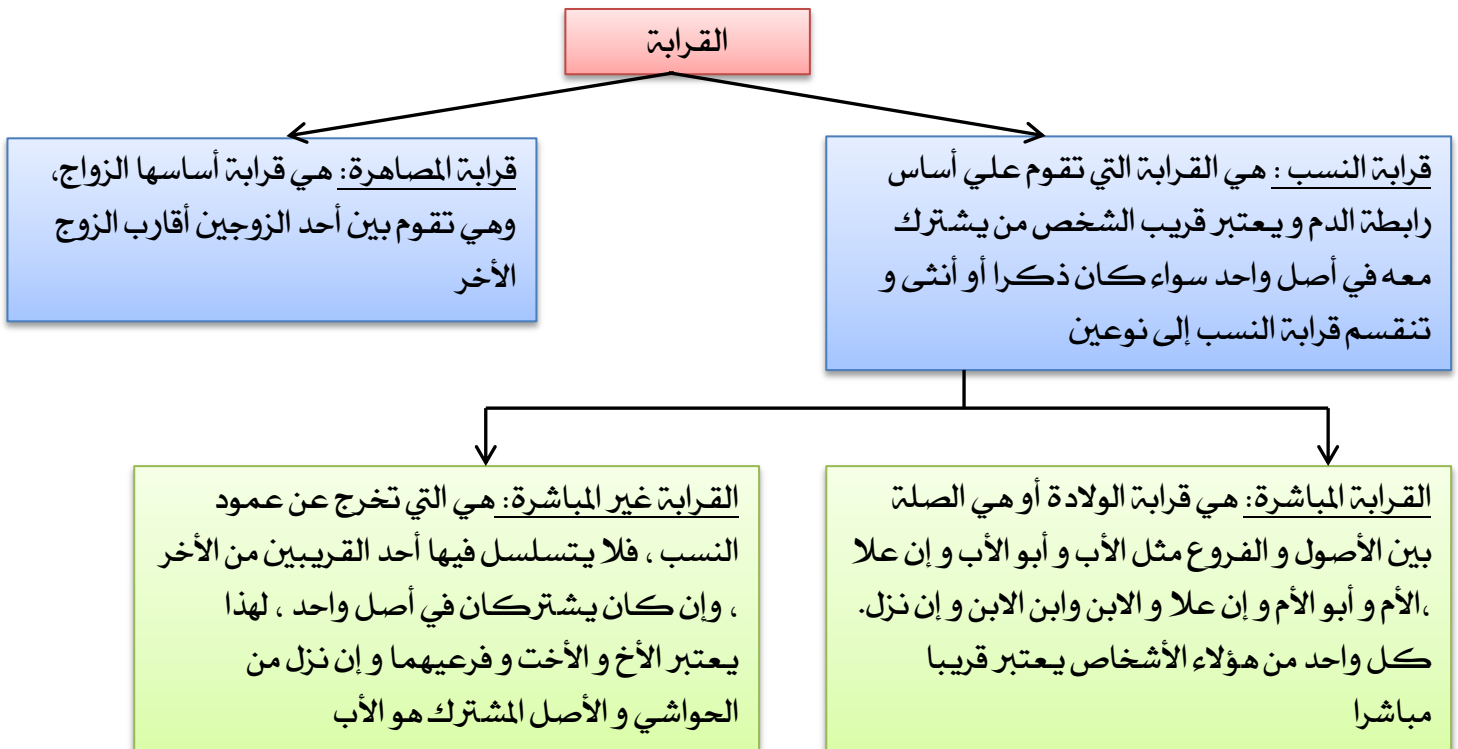 القرابة
قرابة النسب : هي القرابة التي تقوم علي أساس
رابطة الدم و يعتبر قريب الشخص من يشترك
معه في أصل واحد سواء كان ذكرا أو أنثى و
تنقسم قرابة النسب إلى نوعين
قرابة المصاهرة: هي قرابة أساسها الزواج،
وهي تقوم بين أحد الزوجين أقارب الزوج
الأخر
القرابة المباشرة: هي قرابة الولادة أو هي الصلة
بين الأصول و الفروع مثل الأب و أبو الأب و إن علا
،الأم و أبو الأم و إن علا و الابن وابن الابن و إن نزل.
كل واحد من هؤلاء الأشخاص يعتبر قريبا
مباشرا
القرابة غير المباشرة: هي التي تخرج عن عمود
النسب ، فلا يتسلسل فيها أحد القريبين من الأخر
، وإن كان يشتركان في أصل واحد ، لهذا
يعتبر الأخ و الأخت و فرعيهما و إن نزل من
الحواشي و الأصل المشترك هو الأب